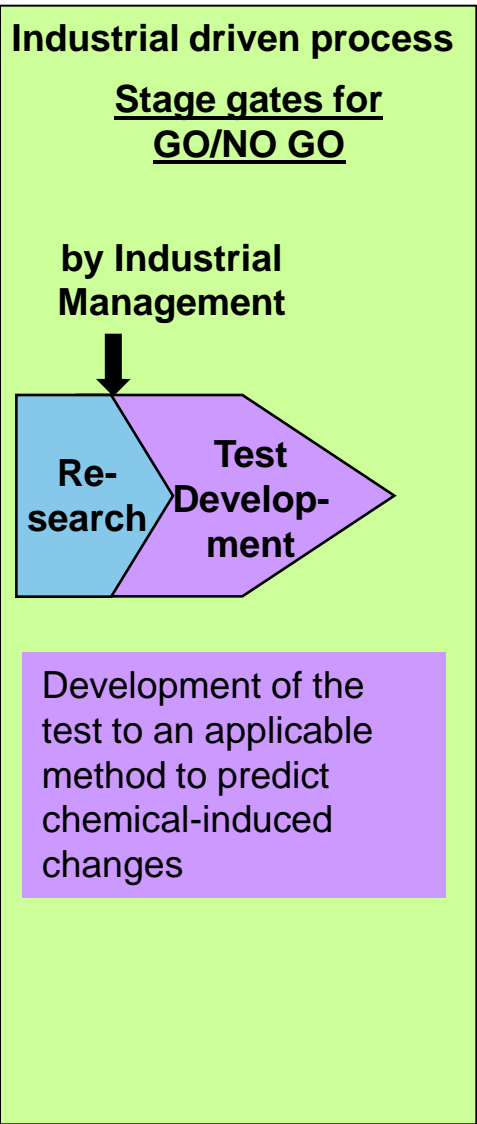 Industrial driven process
Stage gates for
GO/NO GO
by Industrial
Management
Re-
search
Test
Develop-
ment
Development of the
test to an applicable
method to predict
chemical-induced
changes